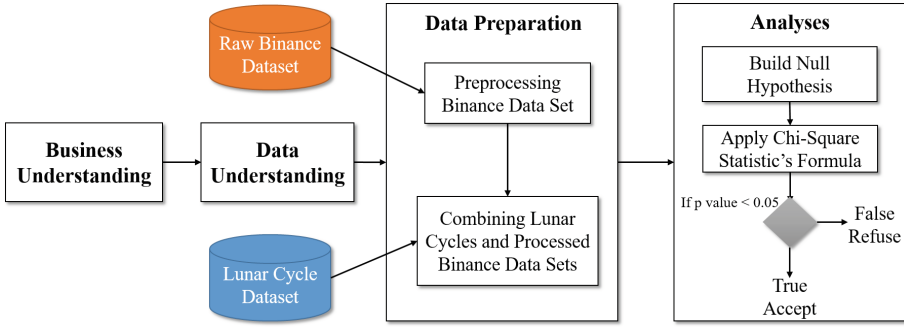 Raw Binance
Dataset
Business
Understanding
Data
Understanding
Lunar Cycle
Dataset
Data Preparation
Preprocessing
Binance Data Set
Combining Lunar
Cycles and Processed
Binance Data Sets
Analyses
Build Null
Hypothesis
Apply Chi-Square
Statistic's Formula
If p value < 0.05
False
Refuse
True
Accept